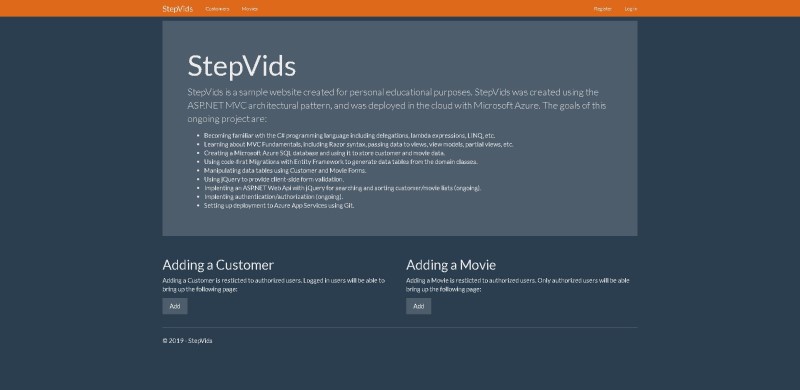 StepVids Customers Movies Register Log in
StepVids
StepVids is a sample website created for personal educational purposes. StepVids was created using the
ASP.NET MVC architectural pattern, and was deployed in the cloud with Microsoft Azure. The goals of this
ongoing project are:
• Becoming familiar wth the C# programming language including delegations, lambda expressions, LINQ, etc.
• Learning about MVC Fundamentals, including Razor syntax, passing data to views, view models, partial views, etc.
• Creating a Microsoft Azure SQL database and using it to store customer and movie data.
• Using code-first Migrations with Entity Framework to generate data tables from the domain classes.
• Manipulating data tables using Customer and Movie Forms.
• Using jQuery to provide client-side form validation.
• Implenting an ASP.NET Web Api with jQuery for searching and sorting customer/movie lists (ongoing).
• Implenting authentication/authorization (ongoing).
• Setting up deployment to Azure App Services using Git.
Adding a Customer
Adding a Customer is resticted to authorized users. Logged in users will be able to
bring up the following page:
Add
Adding a Movie
Adding a Movie is resticted to authorized users. Only authorized users will be able
bring up the following page:
Add
© 2019 - StepVids